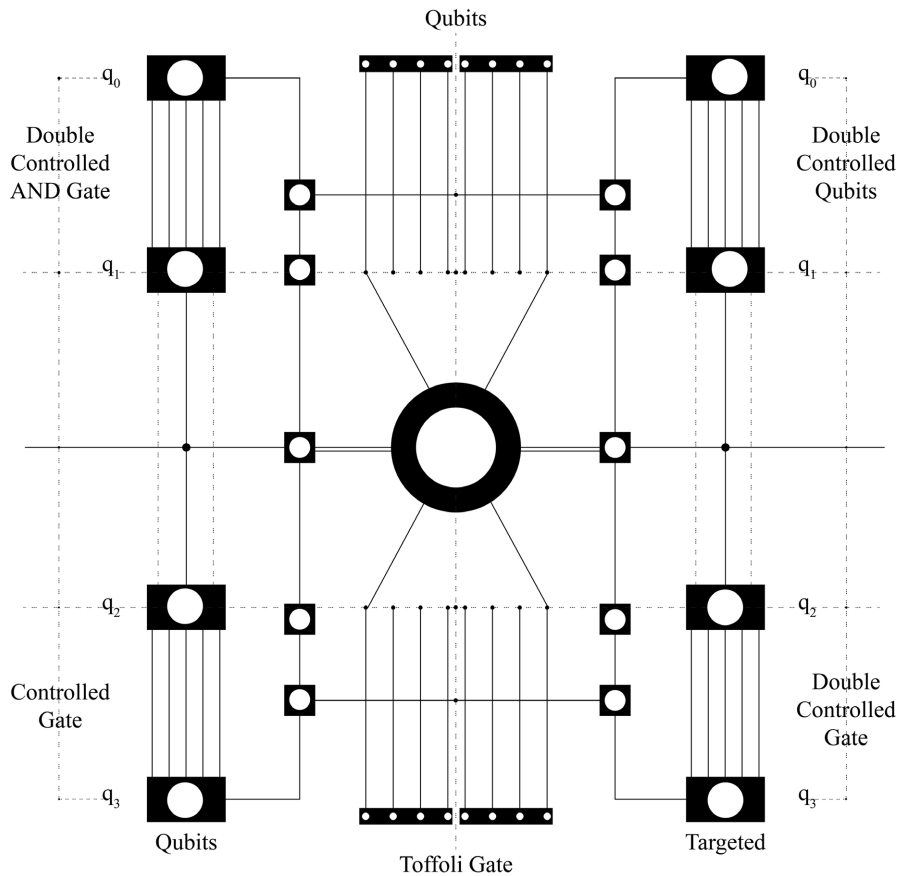 Qubits
q0
q0
Double
Controlled
AND Gate
Double
Controlled
Qubits
q1
q1
q2
q2
Controlled
Gate
Double
Controlled
Gate
q3
q3
Qubits
Targeted
Toffoli Gate